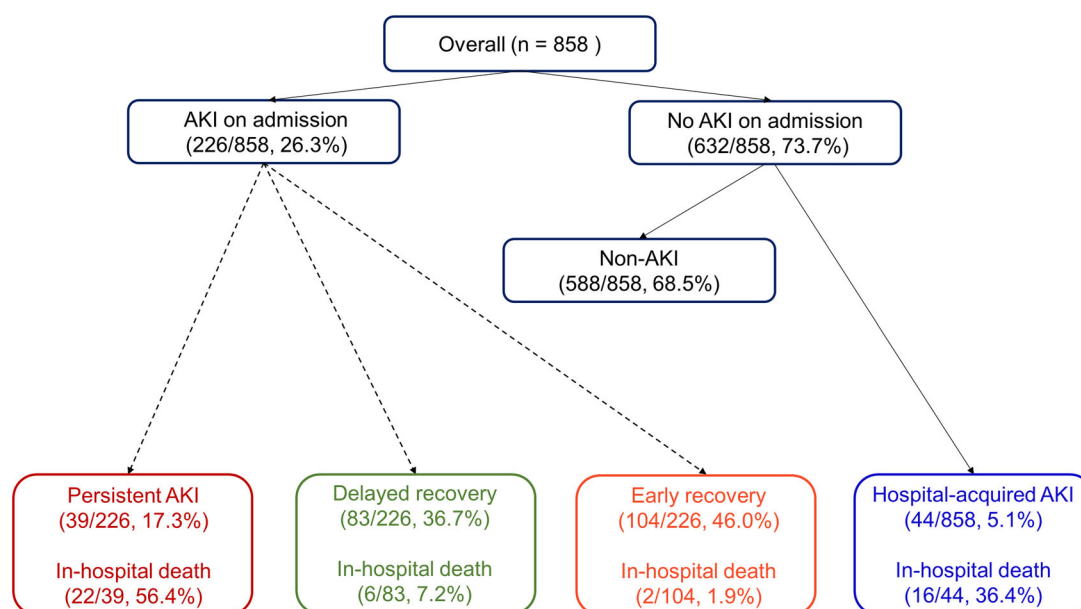 Overall (n = 858 )
AKI on admission
(226/858, 26.3%)
No AKI on admission
(632/858, 73.7%)
Non-AKI
(588/858, 68.5%)
Persistent AKI
(39/226, 17.3%)
In-hospital death
(22/39, 56.4%)
Delayed recovery
(83/226, 36.7%)
In-hospital death
(6/83, 7.2%)
Early recovery
(104/226, 46.0%)
In-hospital death
(2/104, 1.9%)
Hospital-acquired AKI
(44/858, 5.1%)
In-hospital death
(16/44, 36.4%)